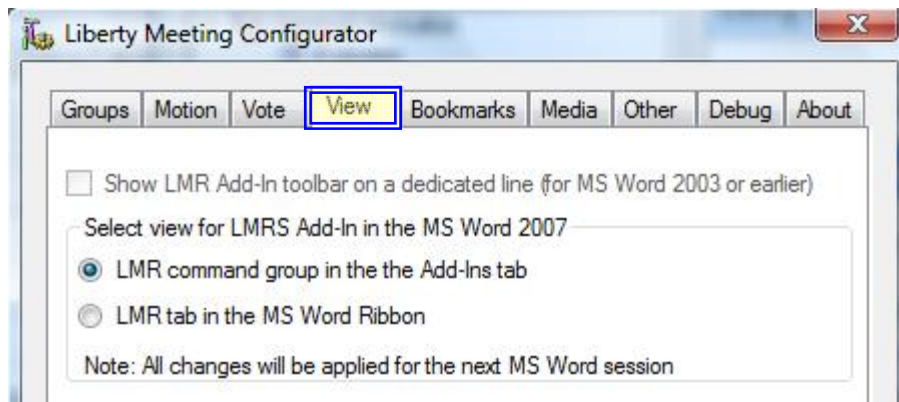 Liberty Meeting Configurator
Groups Motion Vote View Bookmarks Media Other Debug About
Show LMR Add-In toolbar on a dedicated line (for MS Word 2003 or earlier)
Select view for LMRS Add-In in the MS Word 2007
LMR command group in the the Add-Ins tab
LMR tab in the MS Word Ribbon
Note: All changes will be applied for the next MS Word session